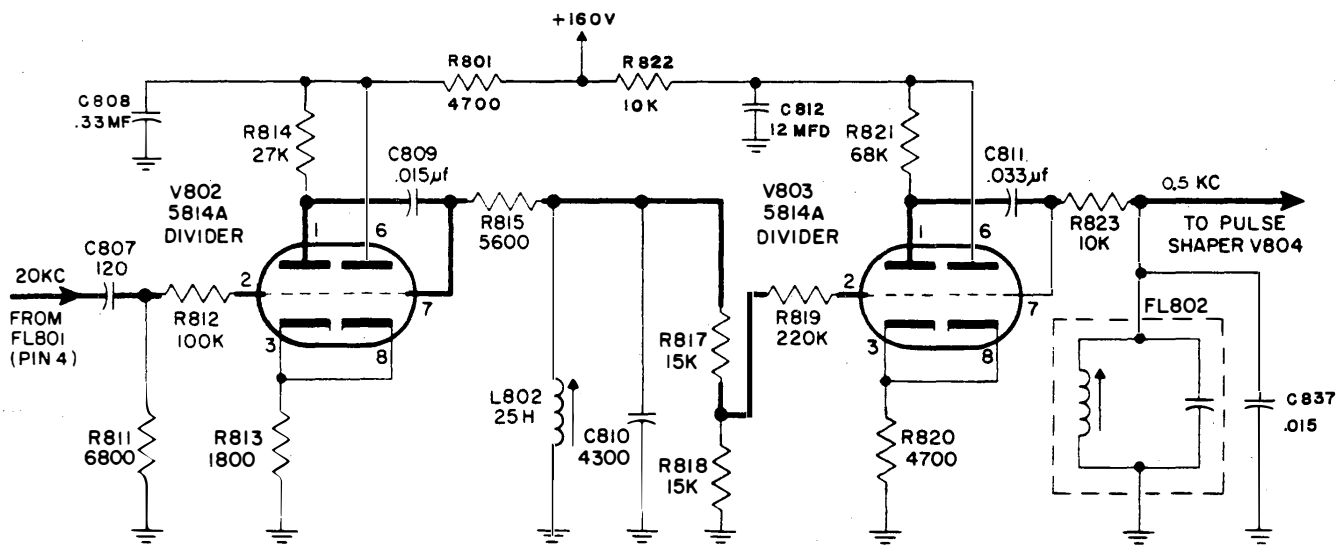 +160V
R801
4700
R822
10K
C808
.33MF
R814
27K
C809
.015µf
C812
12 MFD
R821
68K
C811
.033µf
V802
5814A
DIVIDER
1
6
R815
5600
V803
5814A
DIVIDER
1
6
R823
10K
0.5 KC
TO PULSE
SHAPER V804
C807
120
20KC
FROM
FL801
(PIN 4)
2
R812
100K
7
3
8
R817
15K
R819
220K
2
7
3
8
FL802
L802
25H
C810
4300
R811
6800
R813
1800
R818
15K
R820
4700
C837
.015